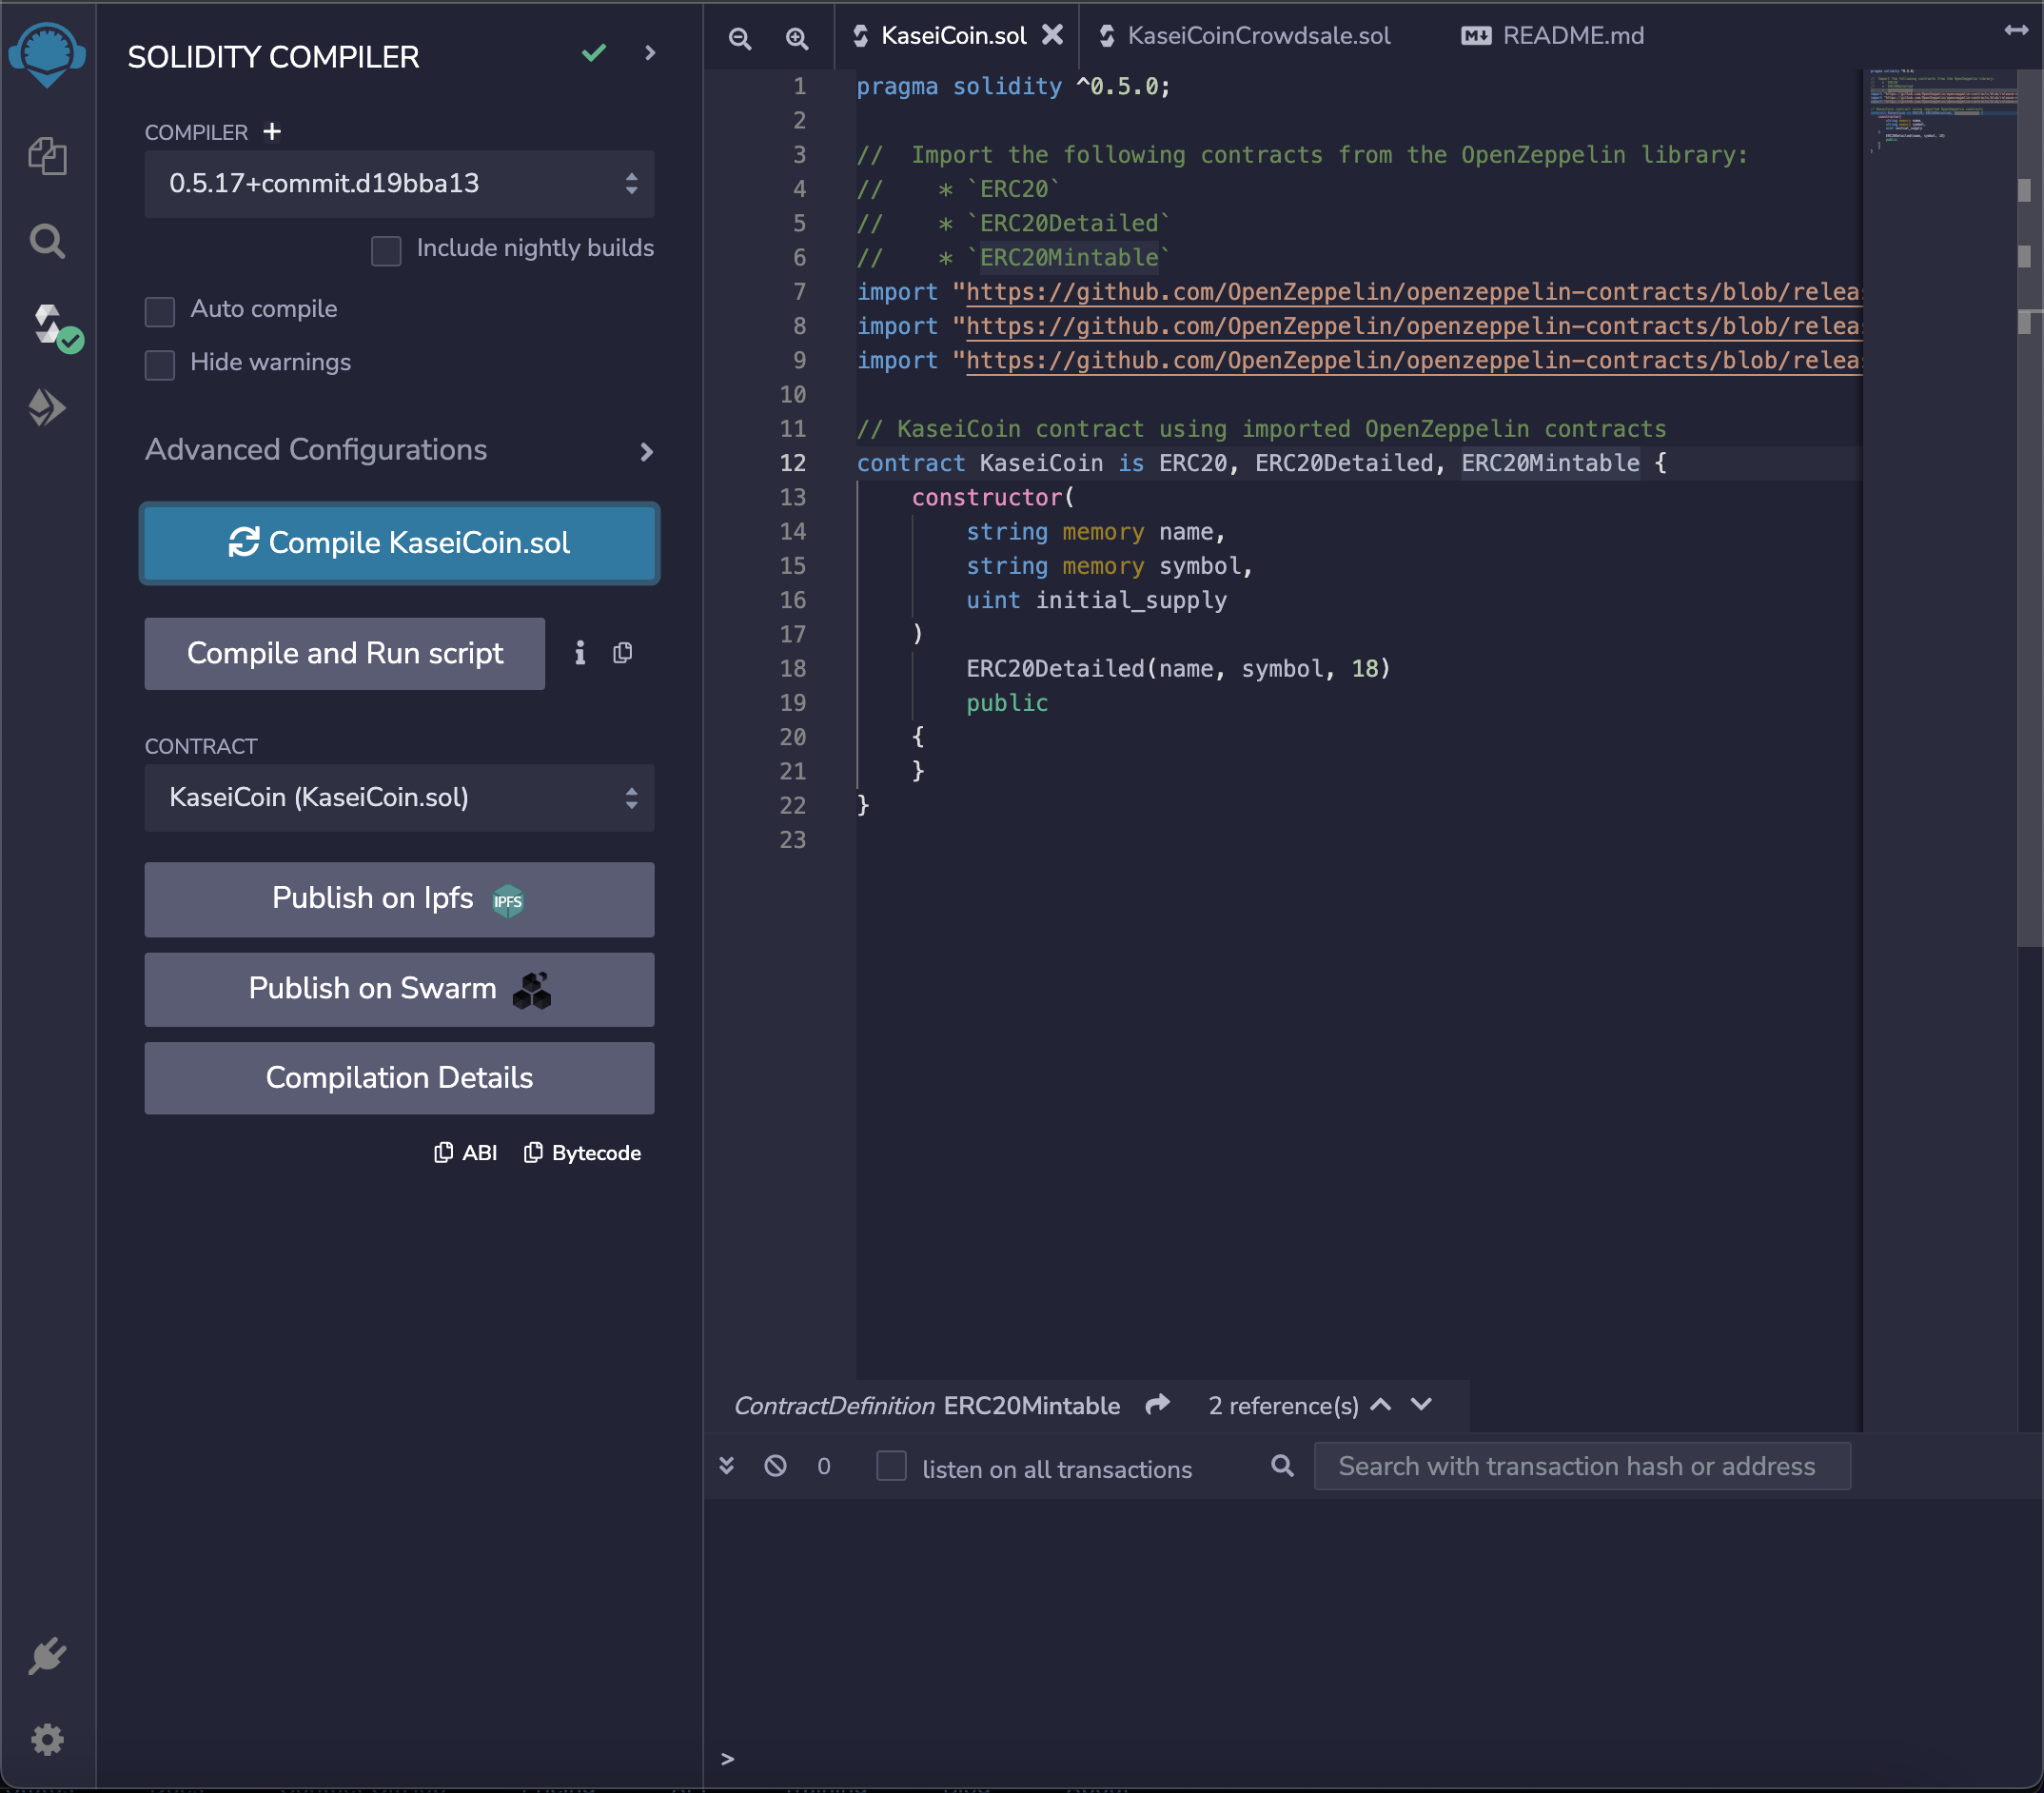 SOLIDITY COMPILER
COMPILER +
0.5.17+commit.d19bba13
Include nightly builds
Auto compile
Hide warnings
Advanced Configurations
Compile KaseiCoin.sol
Compile and Run script
CONTRACT
KaseiCoin (KaseiCoin.sol)
Publish on Ipfs IPFS
Publish on Swarm
Compilation Details
ABI Bytecode
KaseiCoin.sol KaseiCoinCrowdsale.sol README.md
1 pragma solidity ^0.5.0;
2
3 //  Import the following contracts from the OpenZeppelin library:
4 //    * `ERC20`
5 //    * `ERC20Detailed`
6 //    * `ERC20Mintable`
7 import "https://github.com/OpenZeppelin/openzeppelin-contracts/blob/releas
8 import "https://github.com/OpenZeppelin/openzeppelin-contracts/blob/releas
9 import "https://github.com/OpenZeppelin/openzeppelin-contracts/blob/releas
10
11 // KaseiCoin contract using imported OpenZeppelin contracts
12 contract KaseiCoin is ERC20, ERC20Detailed, ERC20Mintable {
13     constructor(
14         string memory name,
15         string memory symbol,
16         uint initial_supply
17     )
18         ERC20Detailed(name, symbol, 18)
19         public
20     {
21     }
22 }
23
ContractDefinition ERC20Mintable 2 reference(s)
0 listen on all transactions Search with transaction hash or address
>